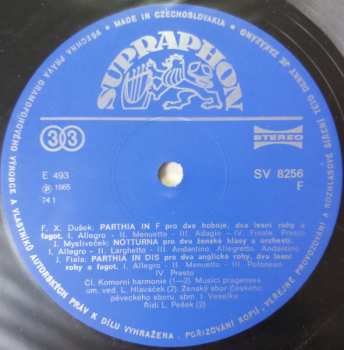 VŠECHNA PRÁVA GRAMOFONOVÉHO VÝROBCE A VLASTNÍKŮ AUTORSKÝCH PRÁV K DÍLU VYHRAŽENA. POŘIZOVÁNÍ KOPIÍ, VEŘEJNÉ PROVOZOVÁNÍ A ROZHLASOVÉ ŠÍŘENÍ TÉTO DESKY JE ZAKÁZÁNO • MADE IN CZECHOSLOVAKIA •
SUPRAPHON
33
STEREO
E 493
SV 8256
F
℗ 1965
74.1
F. X. Dušek: PARTHIA IN F pro dva hoboje, dva lesní rohy a
fagot. I. Allegro - II. Menuetto - III. Adagio - IV. Finale. Presto
J. Mysliveček: NOTTURNA pro dva ženské hlasy a orchestr.
I. Allegro - II. Larghetto - III. Andantino. Allegretto. Andantino
J. Fiala: PARTHIA IN DIS pro dva anglické rohy, dva lesní
rohy a fagot. I. Allegro - II. Menuetto - III. Polonese -
IV. Presto
Čl. Komorní harmonie (1—3), Musici pragenses
um. ved. L. Hlaváček (2), Ženský sbor Českého
pěveckého sboru, sbm. J. Veselka
Řídí L. Pešek (2)